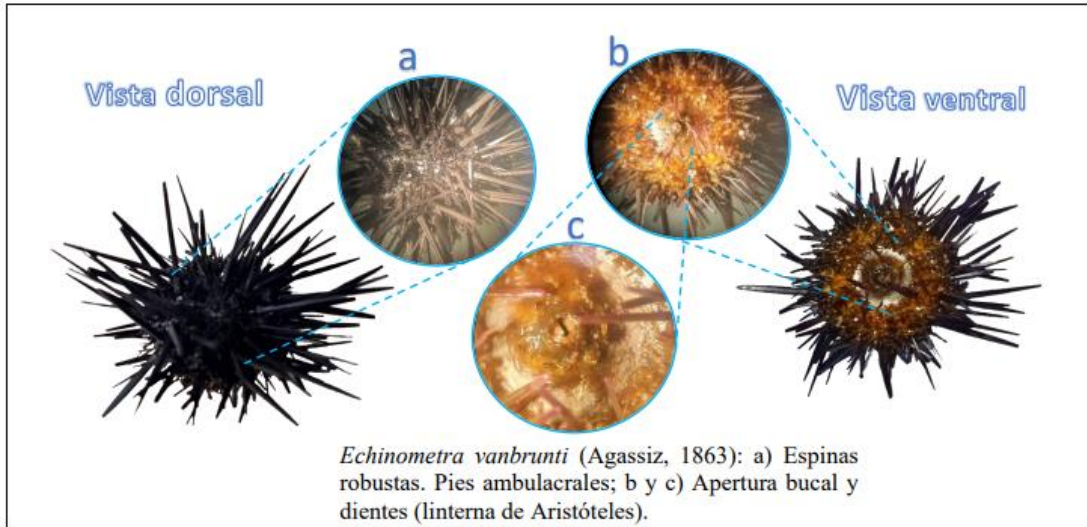 a
b
Vista dorsal
Vista ventral
c
Echinometra vanbrunti (Agassiz, 1863): a) Espinas
robustas. Pies ambulacrales; b y c) Apertura bucal y
dientes (linterna de Aristóteles).